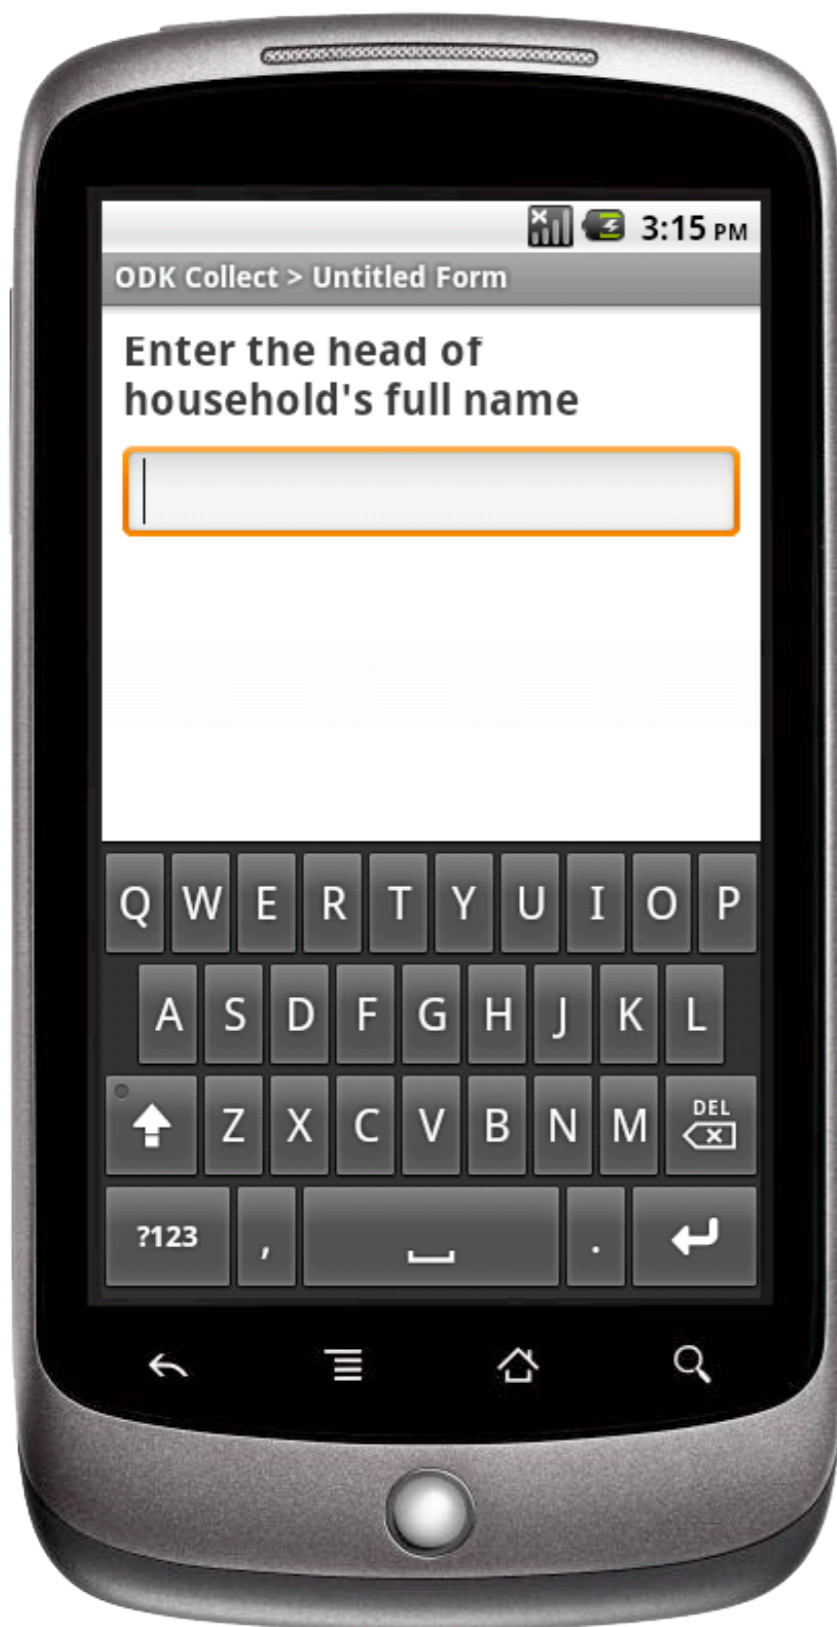 3:15 PM
ODK Collect > Untitled Form
Enter the head of
household's full name
Q W E R T Y U I O P
A S D F G H J K L
Z X C V B N M DEL
?123 , .